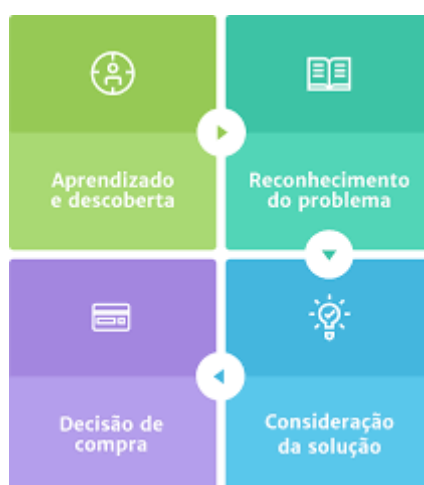 Aprendizado
e descoberta
Reconhecimento
do problema
Consideração
da solução
Decisão de
compra